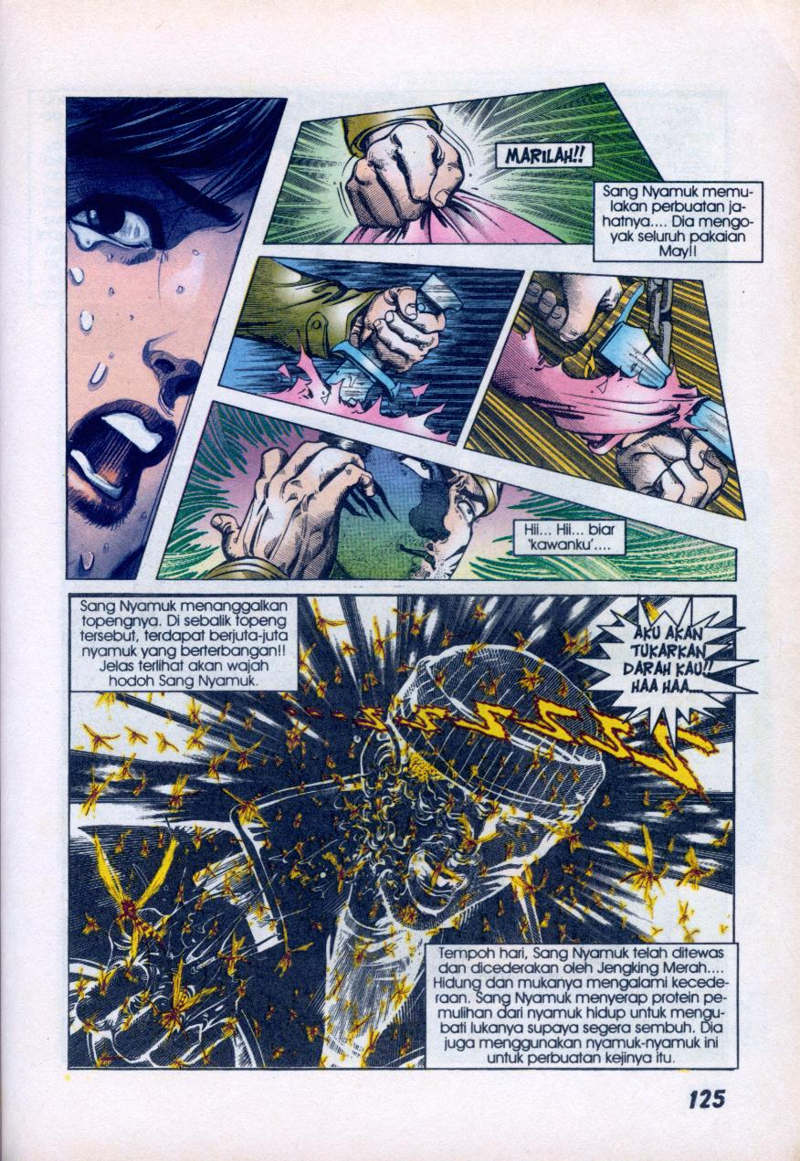 MARILAH!!
Sang Nyamuk memu-
lakan perbuatan ja-
hatnya.... Dia mengo-
yak seluruh pakaian
May!!
Hii... Hii... biar
'kawanku'....
Sang Nyamuk menanggalkan
topengnya. Di sebalik topeng
tersebut, terdapat berjuta-juta
nyamuk yang berterbangan!!
Jelas terlihat akan wajah
hodoh Sang Nyamuk.
AKU AKAN
TUKARKAN
DARAH KAU!!
HAA HAA....
Tempoh hari, Sang Nyamuk telah ditewas
dan dicederakan oleh Jengking Merah....
Hidung dan mukanya mengalami kecede-
raan. Sang Nyamuk menyerap protein pe-
mulihan dari nyamuk hidup untuk mengu-
bati lukanya supaya segera sembuh. Dia
juga menggunakan nyamuk-nyamuk ini
untuk perbuatan kejinya itu.
125